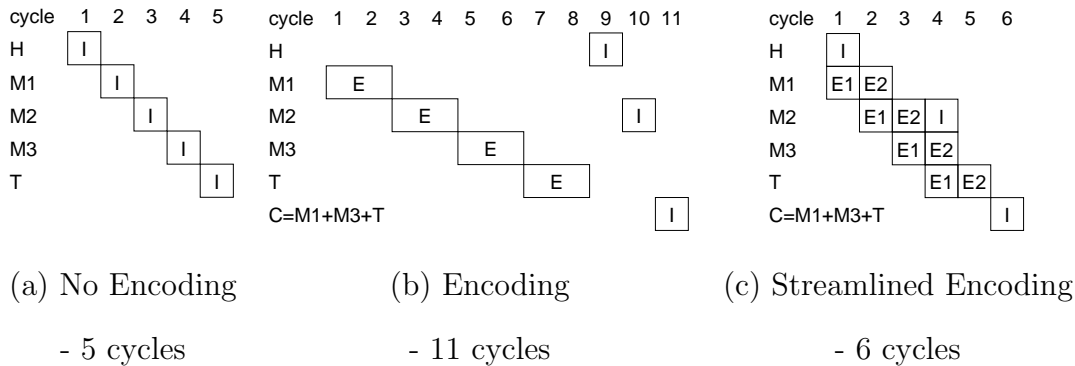 cycle 1 2 3 4 5
H I
M1 I
M2 I
M3 I
T I
(a) No Encoding
- 5 cycles
cycle 1 2 3 4 5 6 7 8 9 10 11
H I
M1 E
M2 E I
M3 E
T E
C=M1+M3+T I
(b) Encoding
- 11 cycles
cycle 1 2 3 4 5 6
H I
M1 E1 E2
M2 E1 E2 I
M3 E1 E2
T E1 E2
C=M1+M3+T I
(c) Streamlined Encoding
- 6 cycles